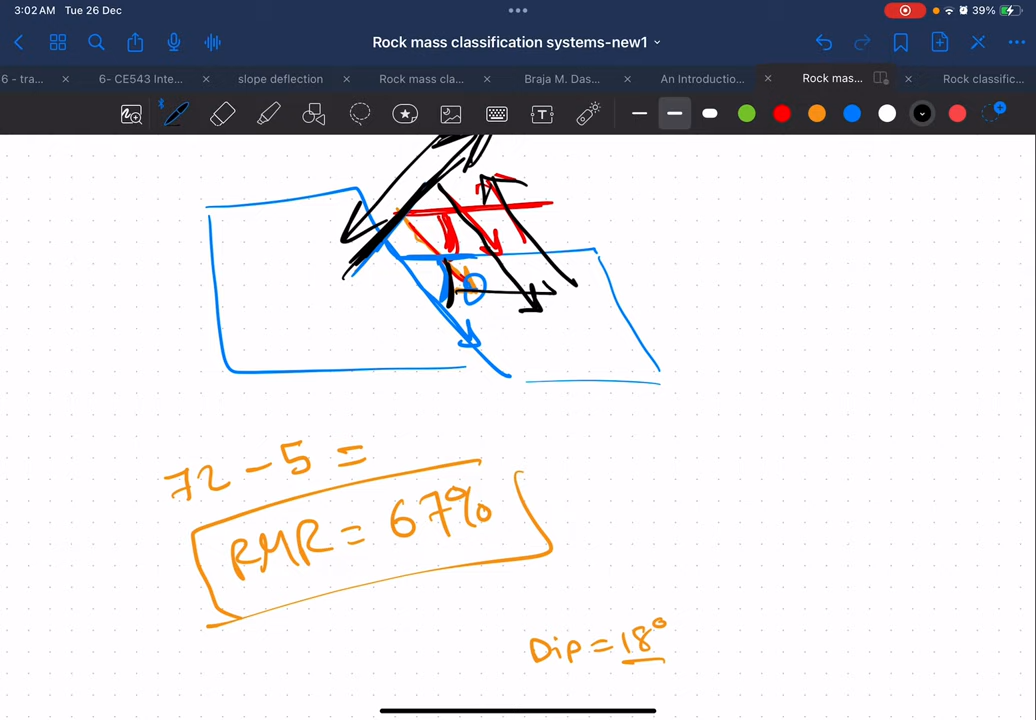 3:02 AM Tue 26 Dec
39%
Rock mass classification systems-new1
6 - tra...
6- CE543 Inte...
slope deflection
Rock mass cla...
Braja M. Das...
An Introductio...
Rock mas...
Rock classific...
72 - 5 =
RMR = 67%
Dip = 18°